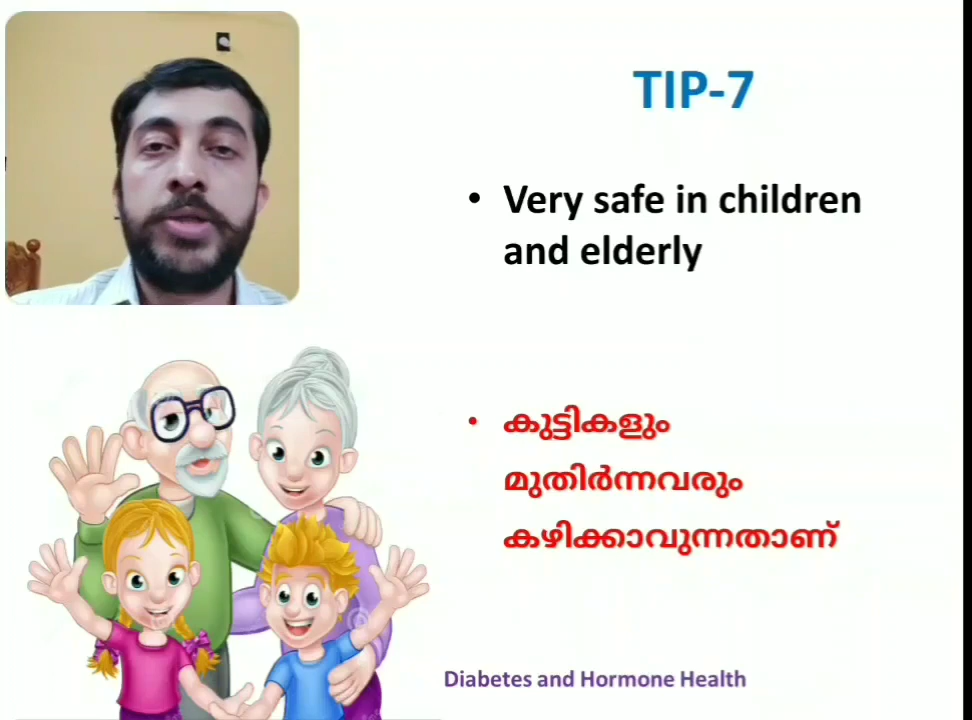 TIP-7
• Very safe in children
and elderly
• കുട്ടികളും
മുതിർന്നവരും
കഴിക്കാവുന്നതാണ്
Diabetes and Hormone Health